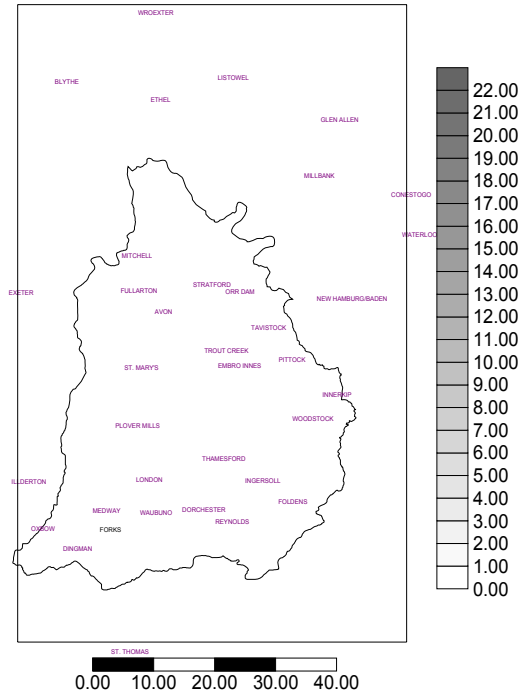 WROEXTER
BLYTHE
LISTOWEL
ETHEL
GLEN ALLEN
MILLBANK
CONESTOGO
WATERLOO
MITCHELL
EXETER
FULLARTON
STRATFORD
ORR DAM
NEW HAMBURG/BADEN
AVON
TAVISTOCK
TROUT CREEK
PITTOCK
ST. MARY'S
EMBRO INNES
INNERKIP
WOODSTOCK
PLOVER MILLS
THAMESFORD
ILLDERTON
LONDON
INGERSOLL
FOLDENS
MEDWAY
WAUBUNO
DORCHESTER
REYNOLDS
OXBOW
FORKS
DINGMAN
ST. THOMAS
22.00
21.00
20.00
19.00
18.00
17.00
16.00
15.00
14.00
13.00
12.00
11.00
10.00
9.00
8.00
7.00
6.00
5.00
4.00
3.00
2.00
1.00
0.00
0.00 10.00 20.00 30.00 40.00